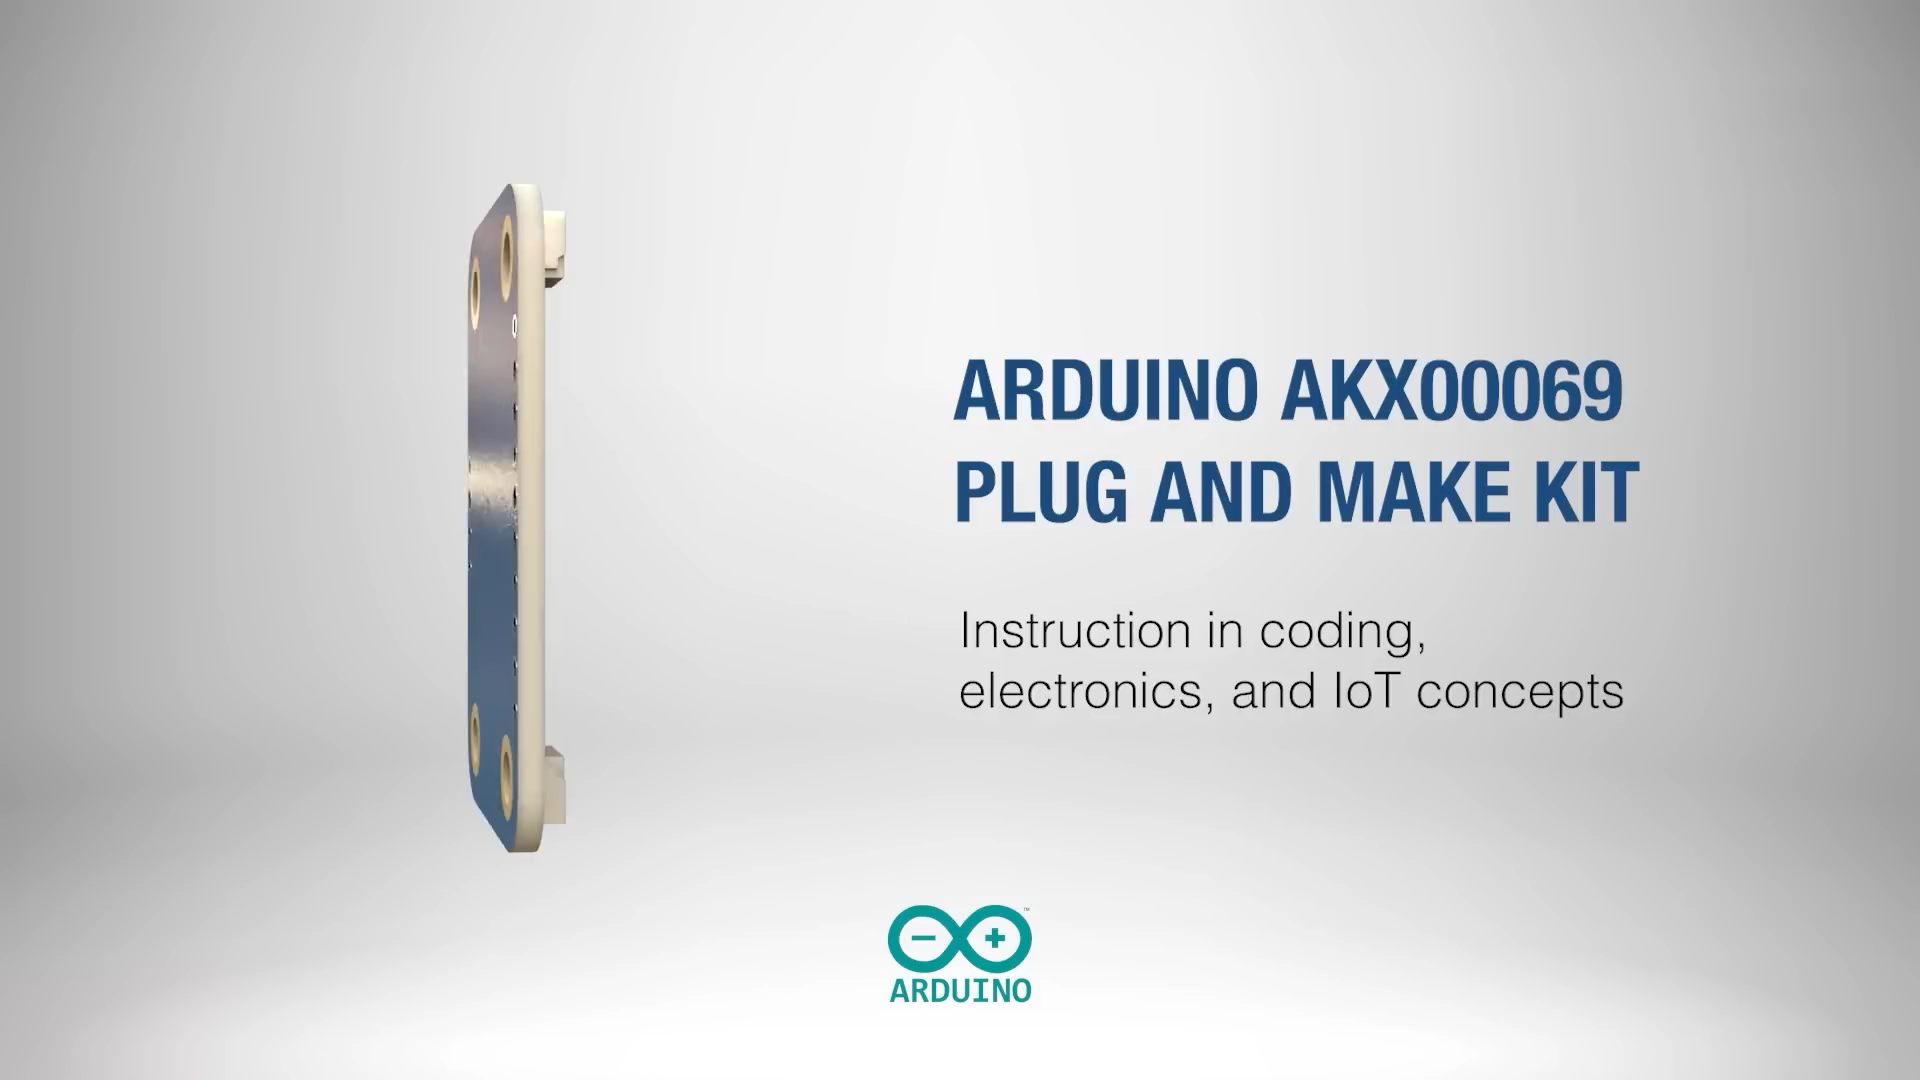 ARDUINO AKX00069
PLUG AND MAKE KIT
Instruction in coding,
electronics, and IoT concepts
ARDUINO